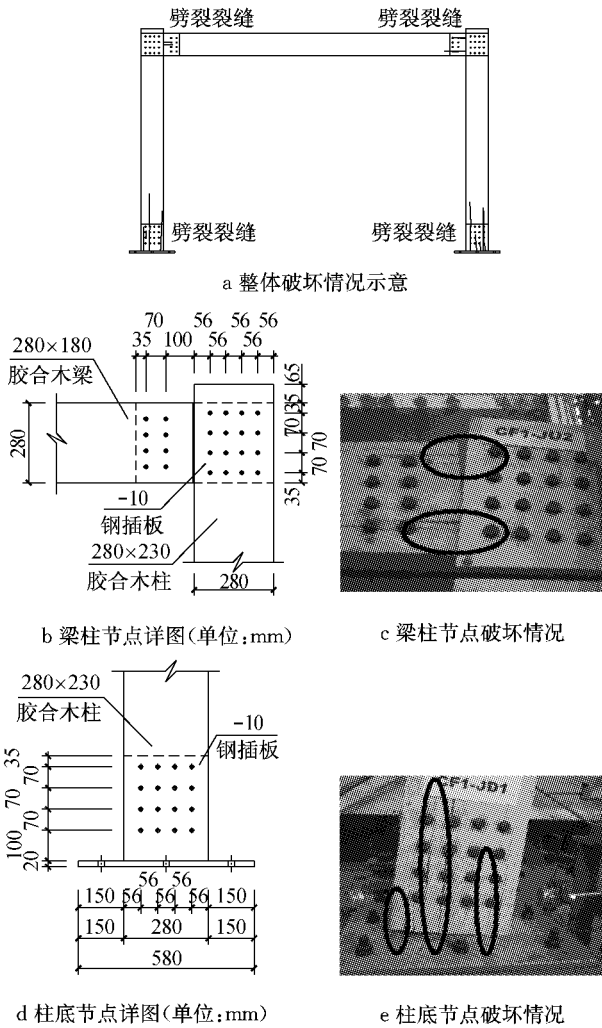 劈裂裂缝 劈裂裂缝
劈裂裂缝 劈裂裂缝
a 整体破坏情况示意
70 56 56 56
35 100 56 56
280×180
胶合木梁
65
35
70
70
70
35
280
-10
钢插板
280×230
胶合木柱
280
b 梁柱节点详图(单位:mm)
CF1-JU2
c 梁柱节点破坏情况
280×230
胶合木柱
-10
钢插板
35
70
70
70
100
20
56 56
150 56 56 56 150
150 280 150
580
d 柱底节点详图(单位:mm)
CF1-JD1
e 柱底节点破坏情况